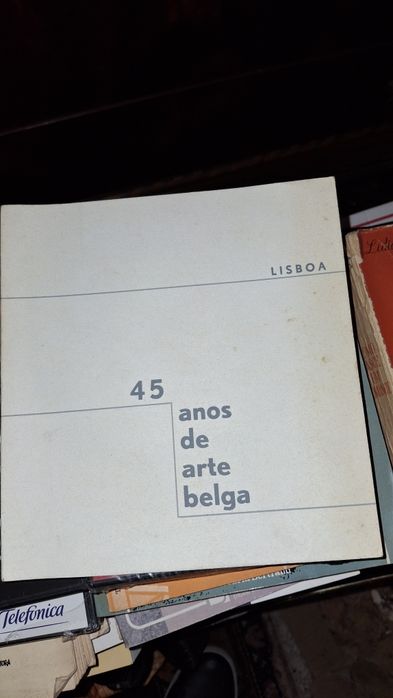 LISBOA
45
anos
de
arte
belga
Telefónica